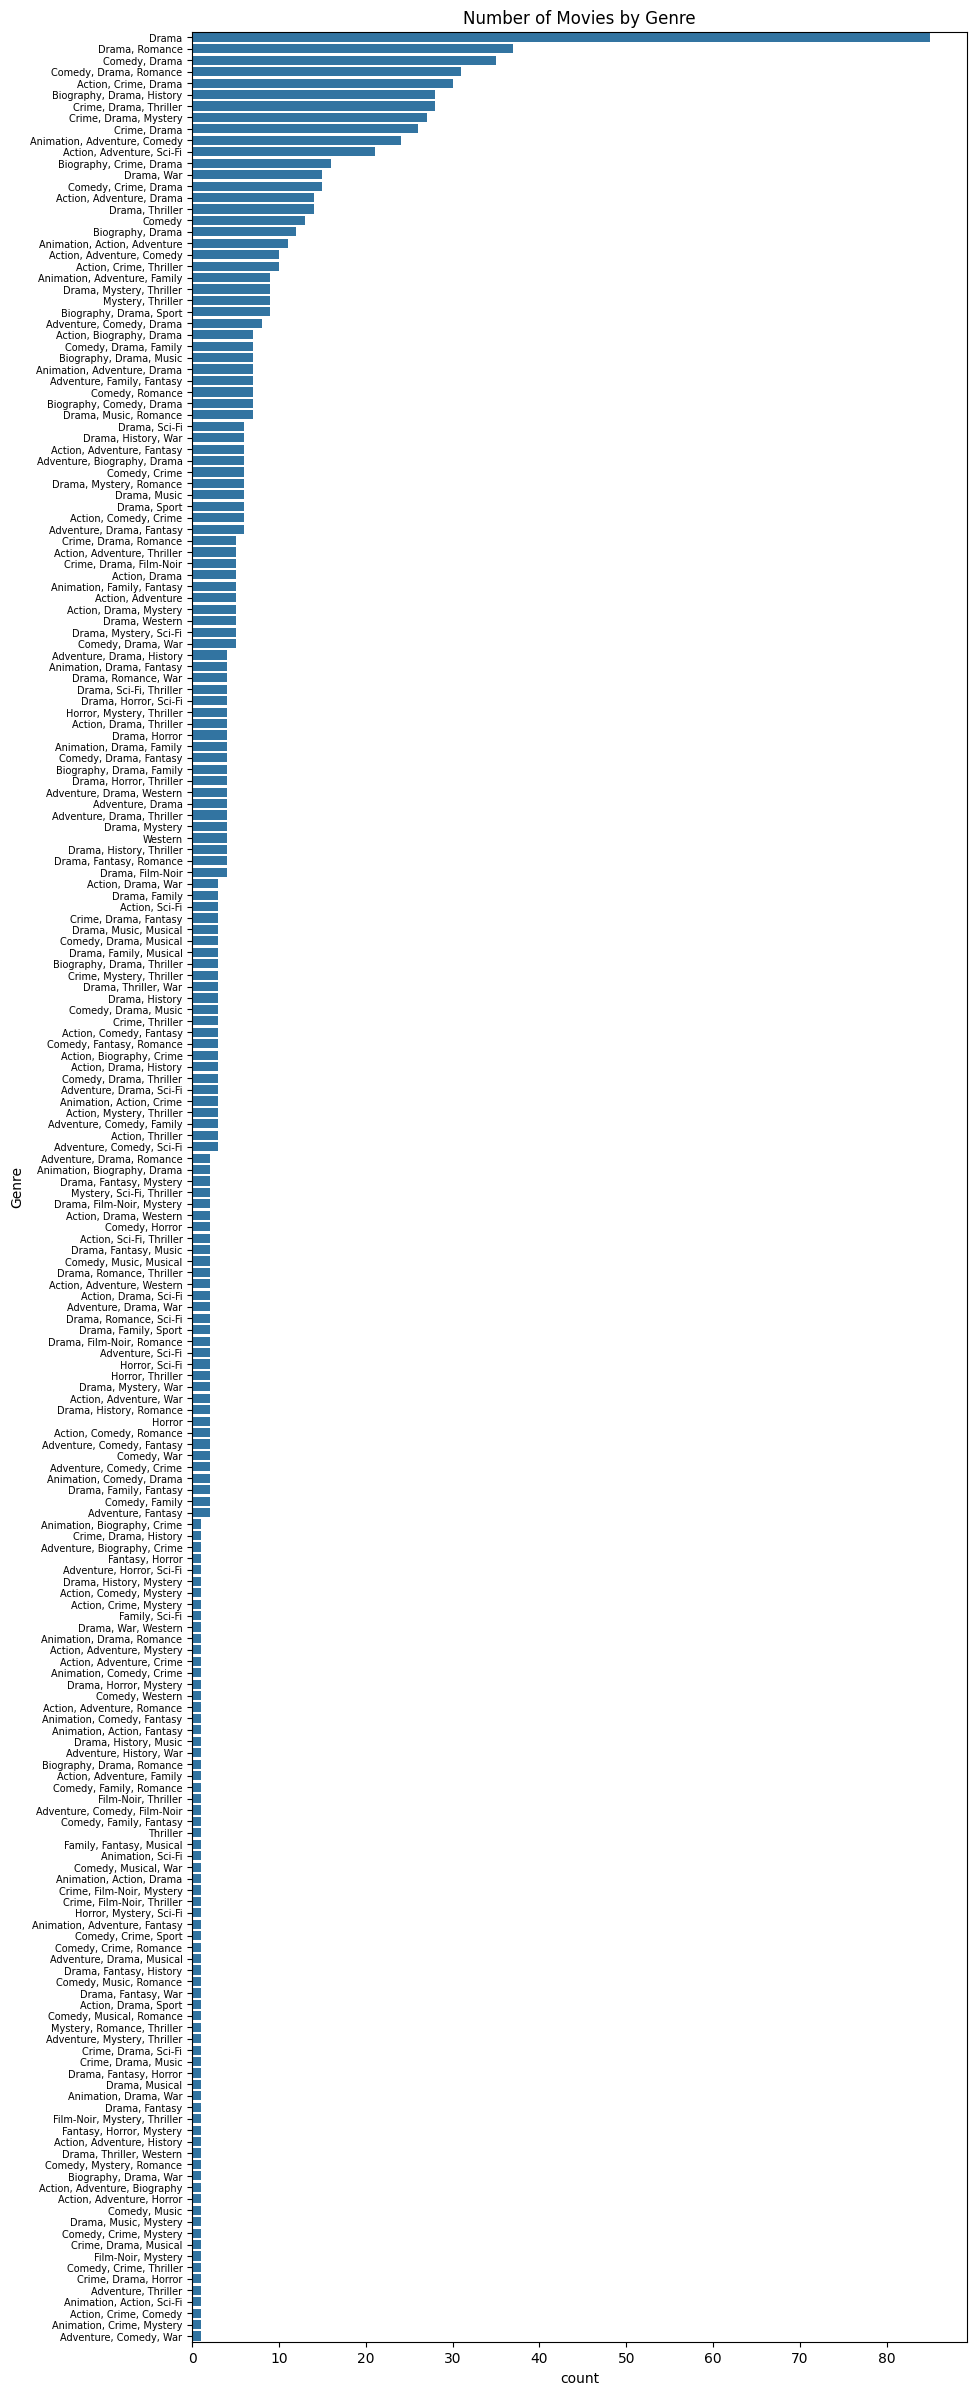 Number of Movies by Genre
Drama
Drama, Romance
Comedy, Drama
Comedy, Drama, Romance
Action, Crime, Drama
Biography, Drama, History
Crime, Drama, Thriller
Crime, Drama, Mystery
Crime, Drama
Animation, Adventure, Comedy
Action, Adventure, Sci-Fi
Biography, Crime, Drama
Drama, War
Comedy, Crime, Drama
Action, Adventure, Drama
Drama, Thriller
Comedy
Biography, Drama
Animation, Action, Adventure
Action, Adventure, Comedy
Action, Crime, Thriller
Animation, Adventure, Family
Drama, Mystery, Thriller
Mystery, Thriller
Biography, Drama, Sport
Adventure, Comedy, Drama
Action, Biography, Drama
Comedy, Drama, Family
Biography, Drama, Music
Animation, Adventure, Drama
Adventure, Family, Fantasy
Comedy, Romance
Biography, Comedy, Drama
Drama, Music, Romance
Drama, Sci-Fi
Drama, History, War
Action, Adventure, Fantasy
Adventure, Biography, Drama
Comedy, Crime
Drama, Mystery, Romance
Drama, Music
Drama, Sport
Action, Comedy, Crime
Adventure, Drama, Fantasy
Crime, Drama, Romance
Action, Adventure, Thriller
Crime, Drama, Film-Noir
Action, Drama
Animation, Family, Fantasy
Action, Adventure
Action, Drama, Mystery
Drama, Western
Drama, Mystery, Sci-Fi
Comedy, Drama, War
Adventure, Drama, History
Animation, Drama, Fantasy
Drama, Romance, War
Drama, Sci-Fi, Thriller
Drama, Horror, Sci-Fi
Horror, Mystery, Thriller
Action, Drama, Thriller
Drama, Horror
Animation, Drama, Family
Comedy, Drama, Fantasy
Biography, Drama, Family
Drama, Horror, Thriller
Adventure, Drama, Western
Adventure, Drama
Adventure, Drama, Thriller
Drama, Mystery
Western
Drama, History, Thriller
Drama, Fantasy, Romance
Drama, Film-Noir
Action, Drama, War
Drama, Family
Action, Sci-Fi
Crime, Drama, Fantasy
Drama, Music, Musical
Comedy, Drama, Musical
Drama, Family, Musical
Biography, Drama, Thriller
Crime, Mystery, Thriller
Drama, Thriller, War
Drama, History
Comedy, Drama, Music
Crime, Thriller
Action, Comedy, Fantasy
Comedy, Fantasy, Romance
Action, Biography, Crime
Action, Drama, History
Comedy, Drama, Thriller
Adventure, Drama, Sci-Fi
Animation, Action, Crime
Action, Mystery, Thriller
Adventure, Comedy, Family
Action, Thriller
Adventure, Comedy, Sci-Fi
Adventure, Drama, Romance
Animation, Biography, Drama
Drama, Fantasy, Mystery
Mystery, Sci-Fi, Thriller
Drama, Film-Noir, Mystery
Action, Drama, Western
Comedy, Horror
Action, Sci-Fi, Thriller
Drama, Fantasy, Music
Comedy, Music, Musical
Drama, Romance, Thriller
Action, Adventure, Western
Action, Drama, Sci-Fi
Adventure, Drama, War
Drama, Romance, Sci-Fi
Drama, Family, Sport
Drama, Film-Noir, Romance
Adventure, Sci-Fi
Horror, Sci-Fi
Horror, Thriller
Drama, Mystery, War
Action, Adventure, War
Drama, History, Romance
Horror
Action, Comedy, Romance
Adventure, Comedy, Fantasy
Comedy, War
Adventure, Comedy, Crime
Animation, Comedy, Drama
Drama, Family, Fantasy
Comedy, Family
Adventure, Fantasy
Animation, Biography, Crime
Crime, Drama, History
Adventure, Biography, Crime
Fantasy, Horror
Adventure, Horror, Sci-Fi
Drama, History, Mystery
Action, Comedy, Mystery
Action, Crime, Mystery
Family, Sci-Fi
Drama, War, Western
Animation, Drama, Romance
Action, Adventure, Mystery
Action, Adventure, Crime
Animation, Comedy, Crime
Drama, Horror, Mystery
Comedy, Western
Action, Adventure, Romance
Animation, Comedy, Fantasy
Animation, Action, Fantasy
Drama, History, Music
Adventure, History, War
Biography, Drama, Romance
Action, Adventure, Family
Comedy, Family, Romance
Film-Noir, Thriller
Adventure, Comedy, Film-Noir
Comedy, Family, Fantasy
Thriller
Family, Fantasy, Musical
Animation, Sci-Fi
Comedy, Musical, War
Animation, Action, Drama
Crime, Film-Noir, Mystery
Crime, Film-Noir, Thriller
Horror, Mystery, Sci-Fi
Animation, Adventure, Fantasy
Comedy, Crime, Sport
Comedy, Crime, Romance
Adventure, Drama, Musical
Drama, Fantasy, History
Comedy, Music, Romance
Drama, Fantasy, War
Action, Drama, Sport
Comedy, Musical, Romance
Mystery, Romance, Thriller
Adventure, Mystery, Thriller
Crime, Drama, Sci-Fi
Crime, Drama, Music
Drama, Fantasy, Horror
Drama, Musical
Animation, Drama, War
Drama, Fantasy
Film-Noir, Mystery, Thriller
Fantasy, Horror, Mystery
Action, Adventure, History
Drama, Thriller, Western
Comedy, Mystery, Romance
Biography, Drama, War
Action, Adventure, Biography
Action, Adventure, Horror
Comedy, Music
Drama, Music, Mystery
Comedy, Crime, Mystery
Crime, Drama, Musical
Film-Noir, Mystery
Comedy, Crime, Thriller
Crime, Drama, Horror
Adventure, Thriller
Animation, Action, Sci-Fi
Action, Crime, Comedy
Animation, Crime, Mystery
Adventure, Comedy, War
Genre
0 10 20 30 40 50 60 70 80
count